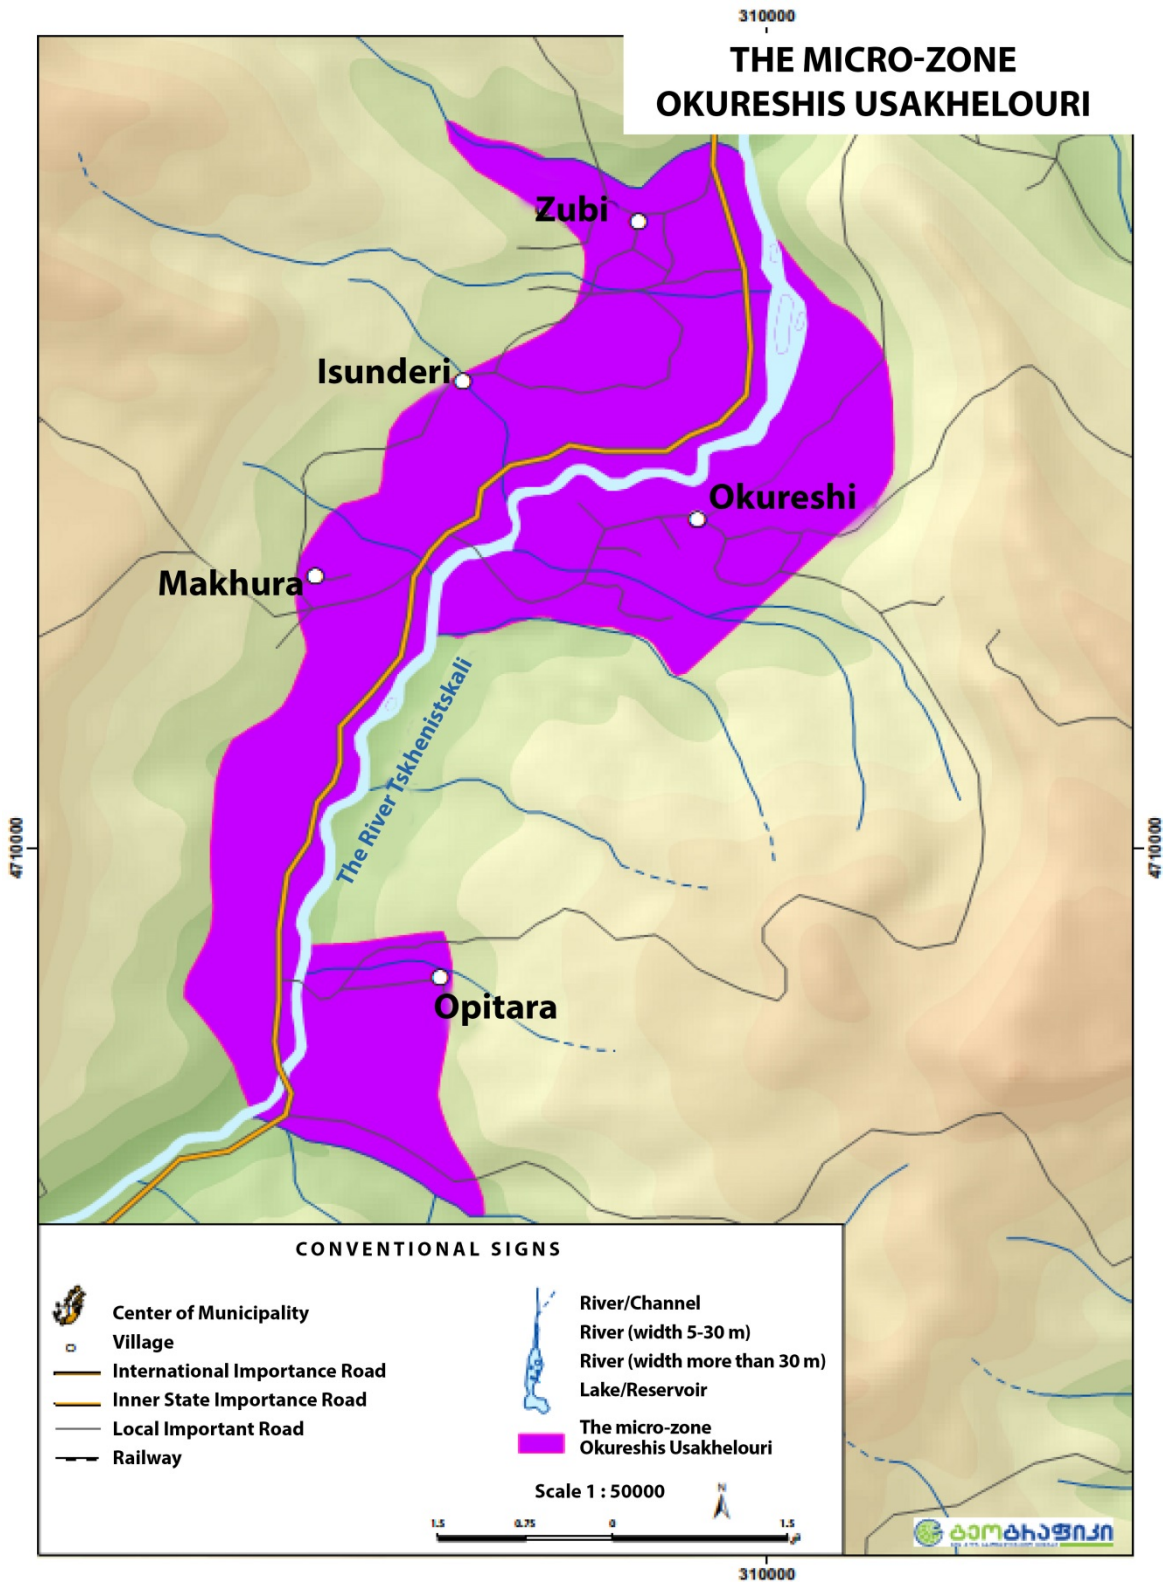 310000
THE MICRO-ZONE
OKURESHIS USAKHELOURI
Zubi
Isunderi
Okureshi
Makhura
The River Tskhenistskali
4710000
4710000
Opitara
CONVENTIONAL SIGNS
Center of Municipality
Village
International Importance Road
Inner State Importance Road
Local Important Road
Railway
River/Channel
River (width 5-30 m)
River (width more than 30 m)
Lake/Reservoir
The micro-zone
Okureshis Usakhelouri
Scale 1 : 50000
N
1.5 0.75 0 1.5
გეოგრაფიკი
310000